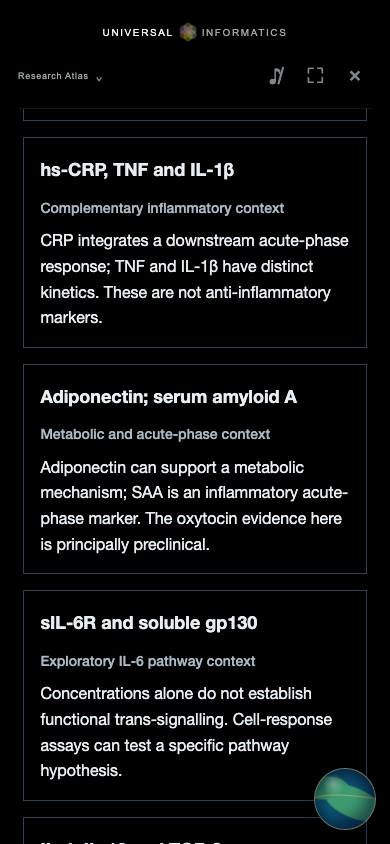 UNIVERSAL INFORMATICS
Research Atlas
hs-CRP, TNF and IL-1β
Complementary inflammatory context
CRP integrates a downstream acute-phase
response; TNF and IL-1β have distinct
kinetics. These are not anti-inflammatory
markers.
Adiponectin; serum amyloid A
Metabolic and acute-phase context
Adiponectin can support a metabolic
mechanism; SAA is an inflammatory acute-
phase marker. The oxytocin evidence here
is principally preclinical.
sIL-6R and soluble gp130
Exploratory IL-6 pathway context
Concentrations alone do not establish
functional trans-signalling. Cell-response
assays can test a specific pathway
hypothesis.